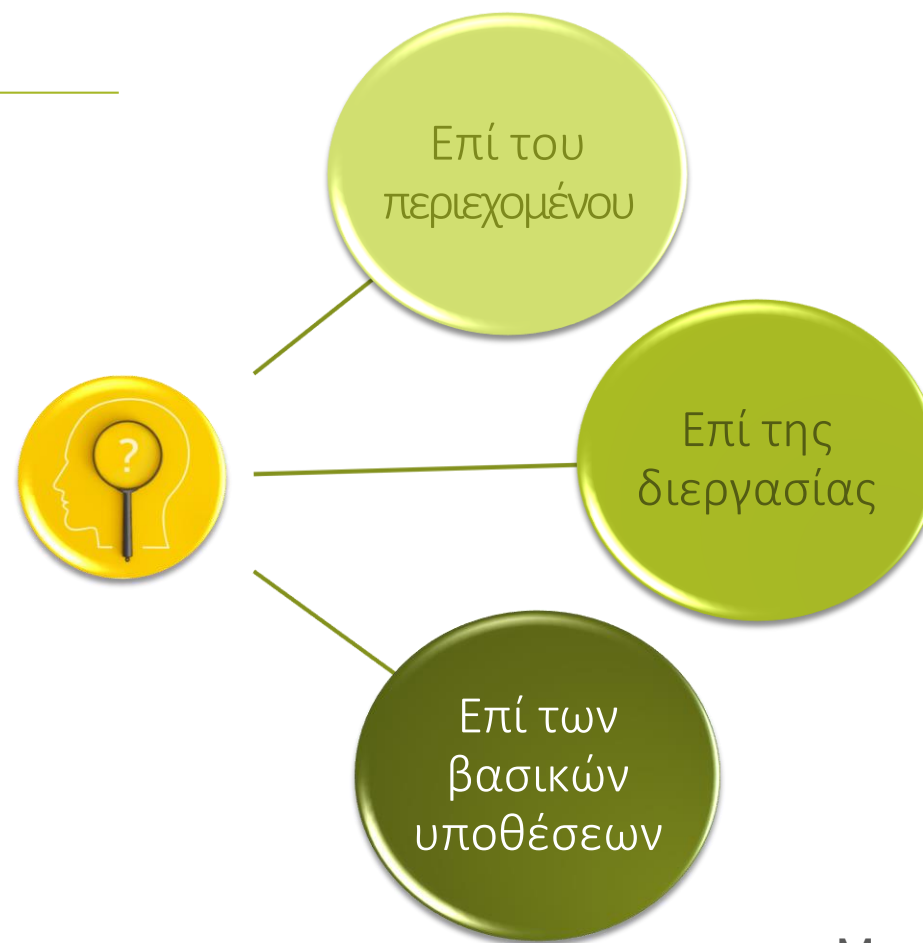 Επί του
περιεχομένου
Επί της
διεργασίας
?
Επί των
βασικών
υποθέσεων